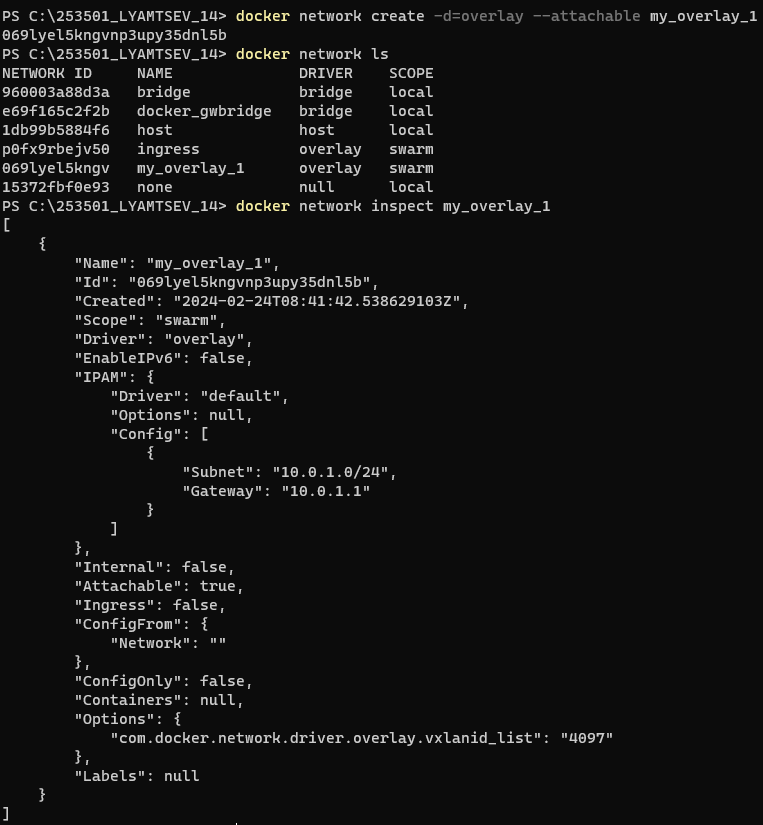 PS C:\253501_LYAMTSEV_14> docker network create -d=overlay --attachable my_overlay_1
069lyel5kngvnp3upy35dnl5b
PS C:\253501_LYAMTSEV_14> docker network ls
NETWORK ID     NAME              DRIVER    SCOPE
960003a88d3a   bridge            bridge    local
e69f165c2f2b   docker_gwbridge   bridge    local
1db99b5884f6   host              host      local
p0fx9rbejv50   ingress           overlay   swarm
069lyel5kngv   my_overlay_1      overlay   swarm
15372fbf0e93   none              null      local
PS C:\253501_LYAMTSEV_14> docker network inspect my_overlay_1
[
    {
        "Name": "my_overlay_1",
        "Id": "069lyel5kngvnp3upy35dnl5b",
        "Created": "2024-02-24T08:41:42.538629103Z",
        "Scope": "swarm",
        "Driver": "overlay",
        "EnableIPv6": false,
        "IPAM": {
            "Driver": "default",
            "Options": null,
            "Config": [
                {
                    "Subnet": "10.0.1.0/24",
                    "Gateway": "10.0.1.1"
                }
            ]
        },
        "Internal": false,
        "Attachable": true,
        "Ingress": false,
        "ConfigFrom": {
            "Network": ""
        },
        "ConfigOnly": false,
        "Containers": null,
        "Options": {
            "com.docker.network.driver.overlay.vxlanid_list": "4097"
        },
        "Labels": null
    }
]